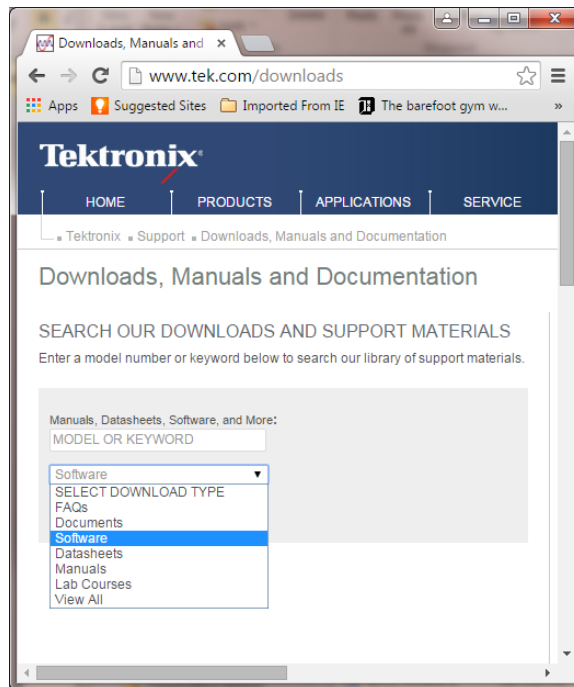 Downloads, Manuals and
www.tek.com/downloads
Apps Suggested Sites Imported From IE The barefoot gym w... »
Tektronix
HOME PRODUCTS APPLICATIONS SERVICE
Tektronix Support Downloads, Manuals and Documentation
Downloads, Manuals and Documentation
SEARCH OUR DOWNLOADS AND SUPPORT MATERIALS
Enter a model number or keyword below to search our library of support materials.
Manuals, Datasheets, Software, and More:
MODEL OR KEYWORD
Software
SELECT DOWNLOAD TYPE
FAQs
Documents
Software
Datasheets
Manuals
Lab Courses
View All